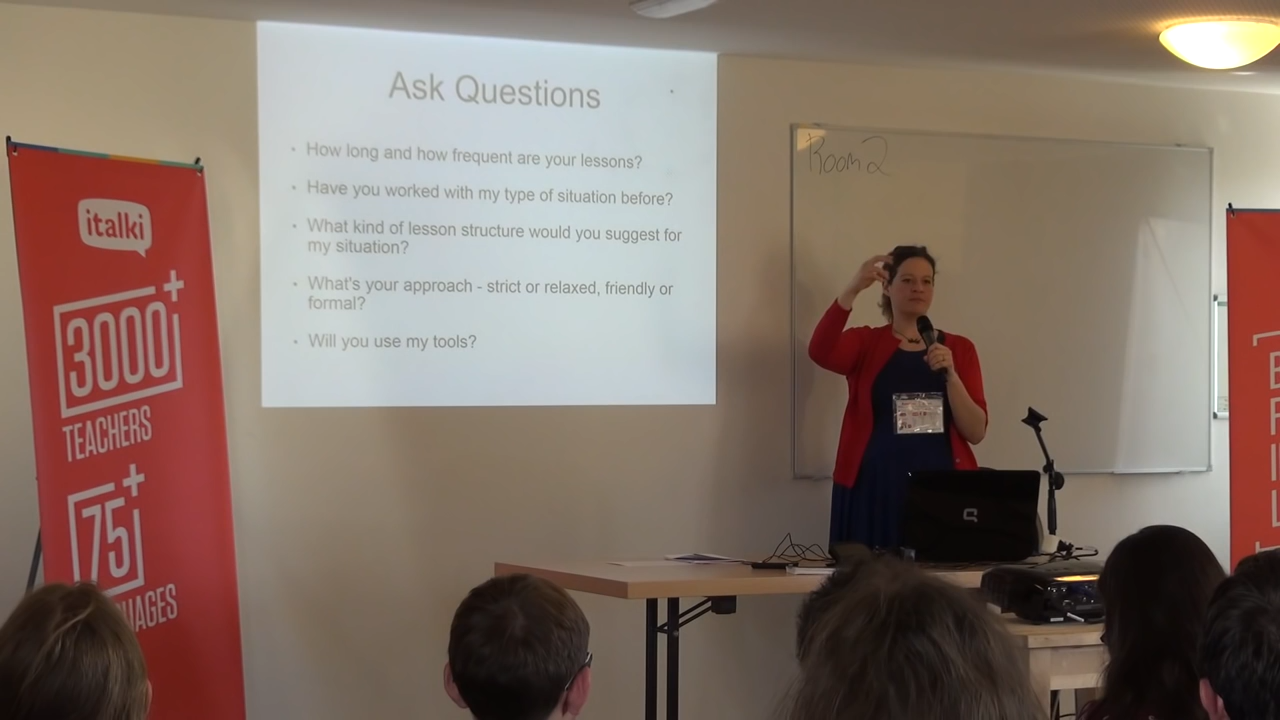 Ask Questions
How long and how frequent are your lessons?
Have you worked with my type of situation before?
What kind of lesson structure would you suggest for
my situation?
What's your approach - strict or relaxed, friendly or
formal?
Will you use my tools?
Room 2
italki
3000+
TEACHERS
75+